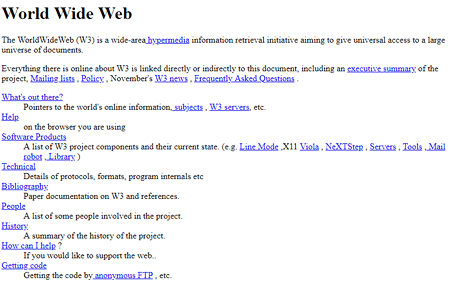 World Wide Web
The WorldWideWeb (W3) is a wide-area hypermedia information retrieval initiative aiming to give universal access to a large
universe of documents.
Everything there is online about W3 is linked directly or indirectly to this document, including an executive summary of the
project, Mailing lists , Policy , November's W3 news , Frequently Asked Questions .
What's out there?
Pointers to the world's online information, subjects , W3 servers, etc.
Help
on the browser you are using
Software Products
A list of W3 project components and their current state. (e.g. Line Mode ,X11 Viola , NeXTStep , Servers , Tools , Mail
robot , Library )
Technical
Details of protocols, formats, program internals etc
Bibliography
Paper documentation on W3 and references.
People
A list of some people involved in the project.
History
A summary of the history of the project.
How can I help ?
If you would like to support the web..
Getting code
Getting the code by anonymous FTP , etc.